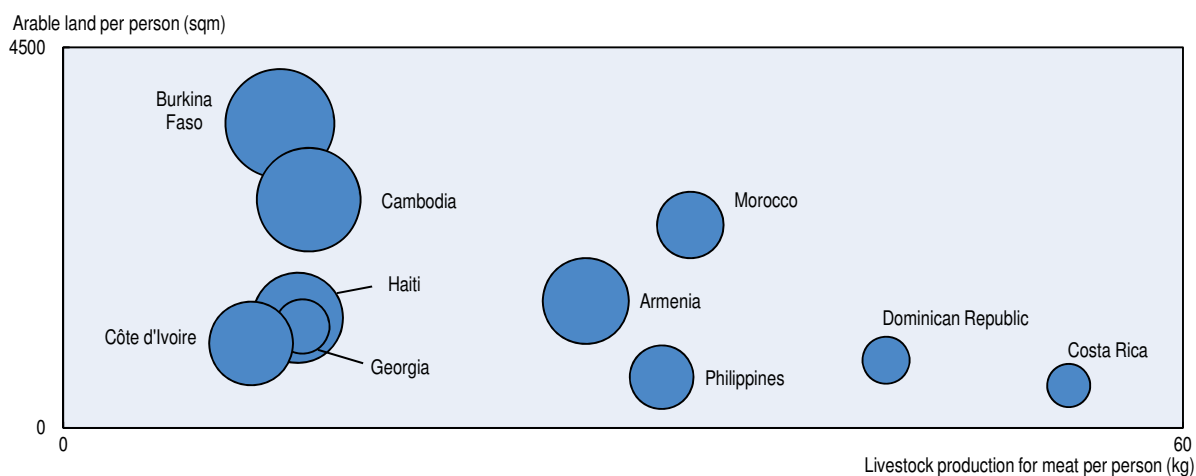 Arable land per person (sqm)
4500
Burkina
Faso
Cambodia
Morocco
Haiti
Armenia
Côte d'Ivoire
Dominican Republic
Costa Rica
Georgia
Philippines
0
0
60
Livestock production for meat per person (kg)